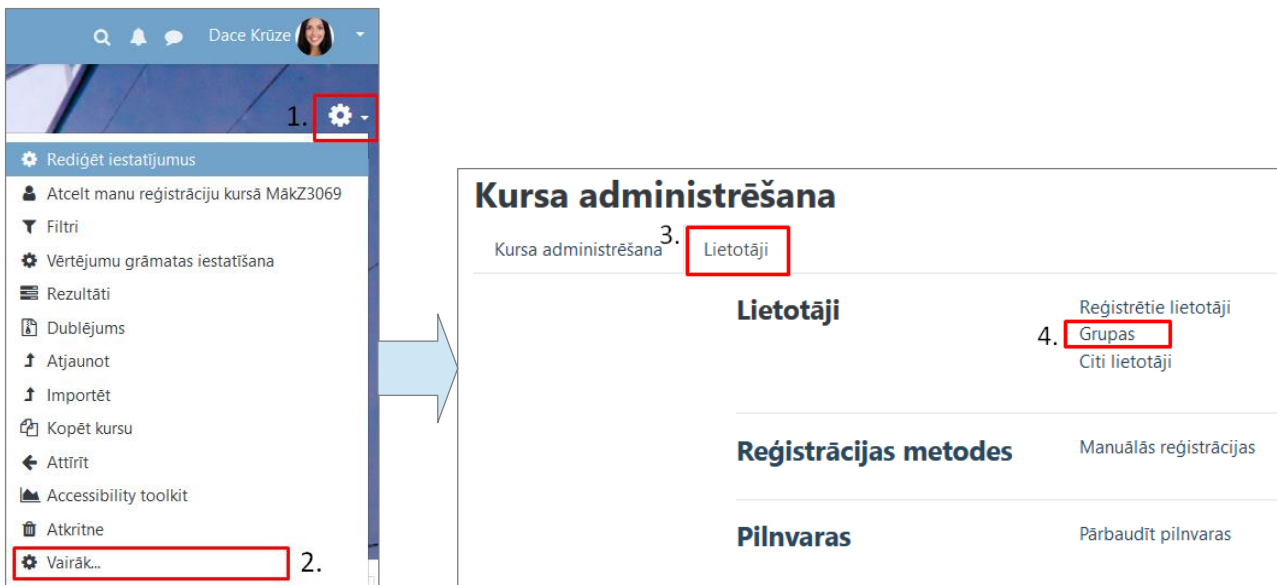 Dace Krūze
1.
Rediģēt iestatījumus
Atcelt manu reģistrāciju kursā MākZ3069
Filtri
Vērtējumu grāmatas iestatīšana
Rezultāti
Dublējums
Atjaunot
Importēt
Kopēt kursu
Attīrīt
Accessibility toolkit
Atkritne
Vairāk...
2.
Kursa administrēšana
Kursa administrēšana
3.
Lietotāji
Lietotāji
Reģistrētie lietotāji
4.
Grupas
Citi lietotāji
Reģistrācijas metodes
Manuālās reģistrācijas
Pilnvaras
Pārbaudīt pilnvaras